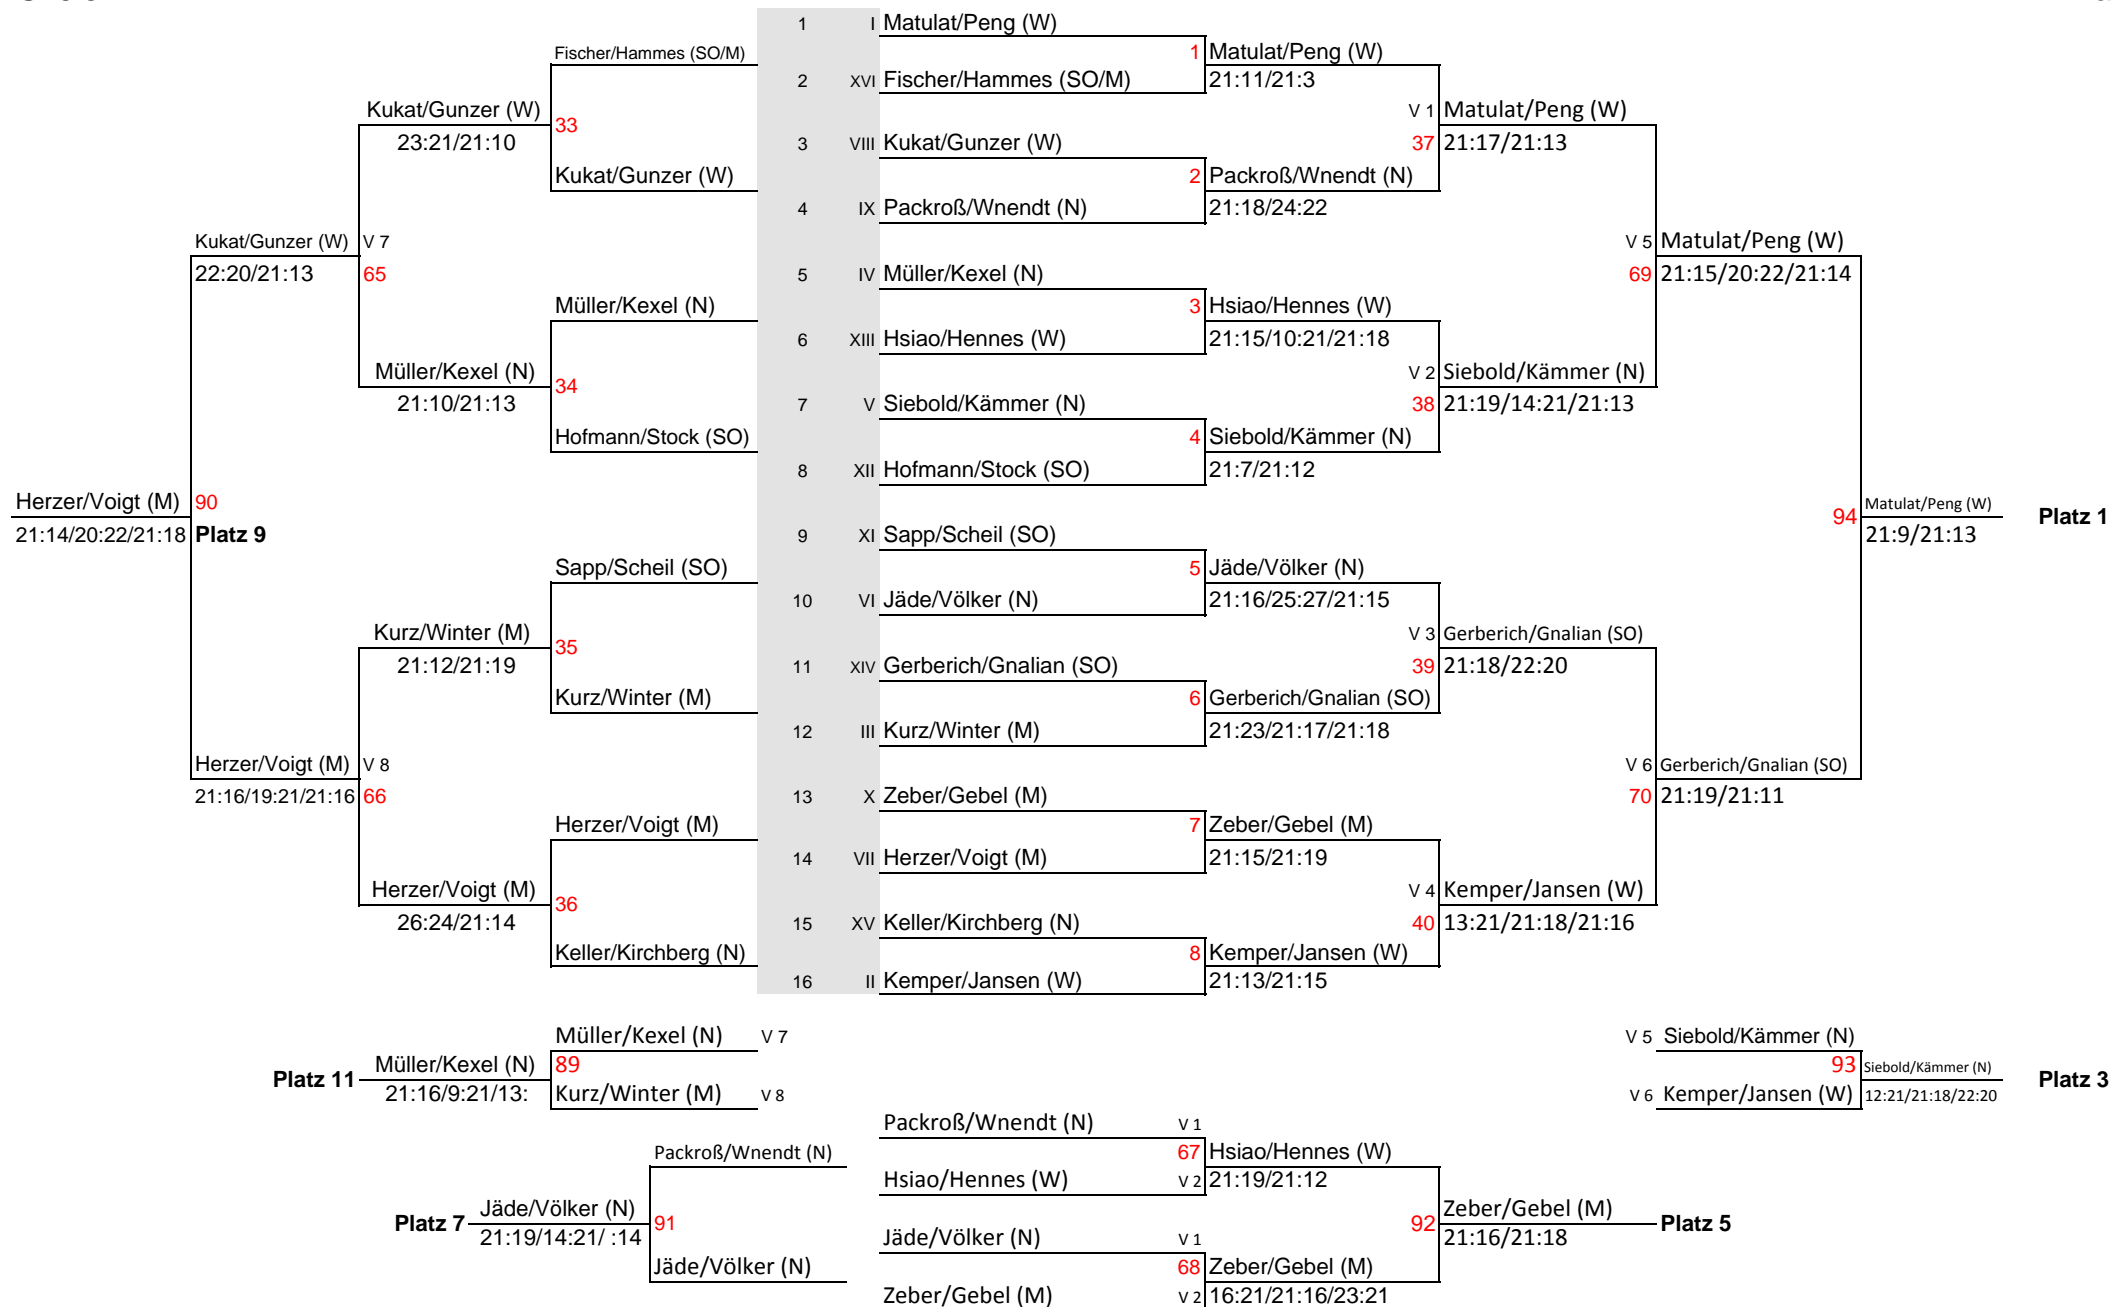 1 I Matulat/Peng (W)
Fischer/Hammes (SO/M) 1 Matulat/Peng (W)
2 XVI Fischer/Hammes (SO/M) 21:11/21:3
Kukat/Gunzer (W) V 1 Matulat/Peng (W)
33
23:21/21:10 3 VIII Kukat/Gunzer (W) 37 21:17/21:13
Kukat/Gunzer (W) 2 Packroß/Wnendt (N)
4 IX Packroß/Wnendt (N) 21:18/24:22
Kukat/Gunzer (W) V 7 V 5 Matulat/Peng (W)
22:20/21:13 65 5 IV Müller/Kexel (N) 69 21:15/20:22/21:14
Müller/Kexel (N) 3 Hsiao/Hennes (W)
6 XIII Hsiao/Hennes (W) 21:15/10:21/21:18
Müller/Kexel (N) 34 V 2 Siebold/Kämmer (N)
21:10/21:13 7 V Siebold/Kämmer (N) 38 21:19/14:21/21:13
Hofmann/Stock (SO) 4 Siebold/Kämmer (N)
8 XII Hofmann/Stock (SO) 21:7/21:12
Herzer/Voigt (M) 90 Matulat/Peng (W)
94 Platz 1
21:14/20:22/21:18 Platz 9 9 XI Sapp/Scheil (SO) 21:9/21:13
Sapp/Scheil (SO) 5 Jäde/Völker (N)
10 VI Jäde/Völker (N) 21:16/25:27/21:15
Kurz/Winter (M) 35 V 3 Gerberich/Gnalian (SO)
21:12/21:19 11 XIV Gerberich/Gnalian (SO) 39 21:18/22:20
Kurz/Winter (M) 6 Gerberich/Gnalian (SO)
12 III Kurz/Winter (M) 21:23/21:17/21:18
Herzer/Voigt (M) V 8 V 6 Gerberich/Gnalian (SO)
21:16/19:21/21:16 66 13 X Zeber/Gebel (M) 70 21:19/21:11
Herzer/Voigt (M) 7 Zeber/Gebel (M)
14 VII Herzer/Voigt (M) 21:15/21:19
Herzer/Voigt (M) 36 V 4 Kemper/Jansen (W)
26:24/21:14 15 XV Keller/Kirchberg (N) 40 13:21/21:18/21:16
Keller/Kirchberg (N) 8 Kemper/Jansen (W)
16 II Kemper/Jansen (W) 21:13/21:15
Müller/Kexel (N) V 7 V 5 Siebold/Kämmer (N)
Müller/Kexel (N) 89 93 Siebold/Kämmer (N)
Platz 11 Platz 3
21:16/9:21/13: Kurz/Winter (M) V 8 V 6 Kemper/Jansen (W) 12:21/21:18/22:20
Packroß/Wnendt (N) V 1
Packroß/Wnendt (N) 67 Hsiao/Hennes (W)
Hsiao/Hennes (W) V 2 21:19/21:12
Jäde/Völker (N) Zeber/Gebel (M)
Platz 7 91 92 Platz 5
21:19/14:21/ :14 Jäde/Völker (N) V 1 21:16/21:18
Jäde/Völker (N) 68 Zeber/Gebel (M)
Zeber/Gebel (M) V 2 16:21/21:16/23:21